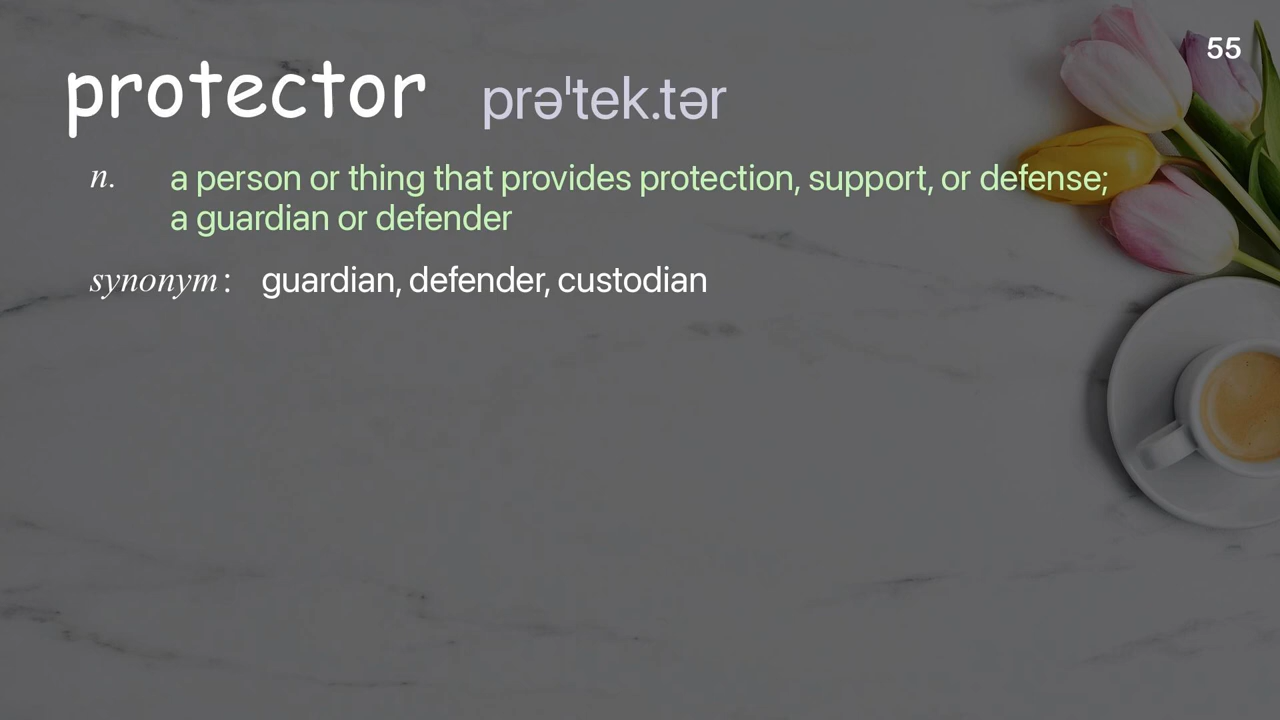 55
protector prəˈtek.tər
n. a person or thing that provides protection, support, or defense;
a guardian or defender
synonym: guardian, defender, custodian